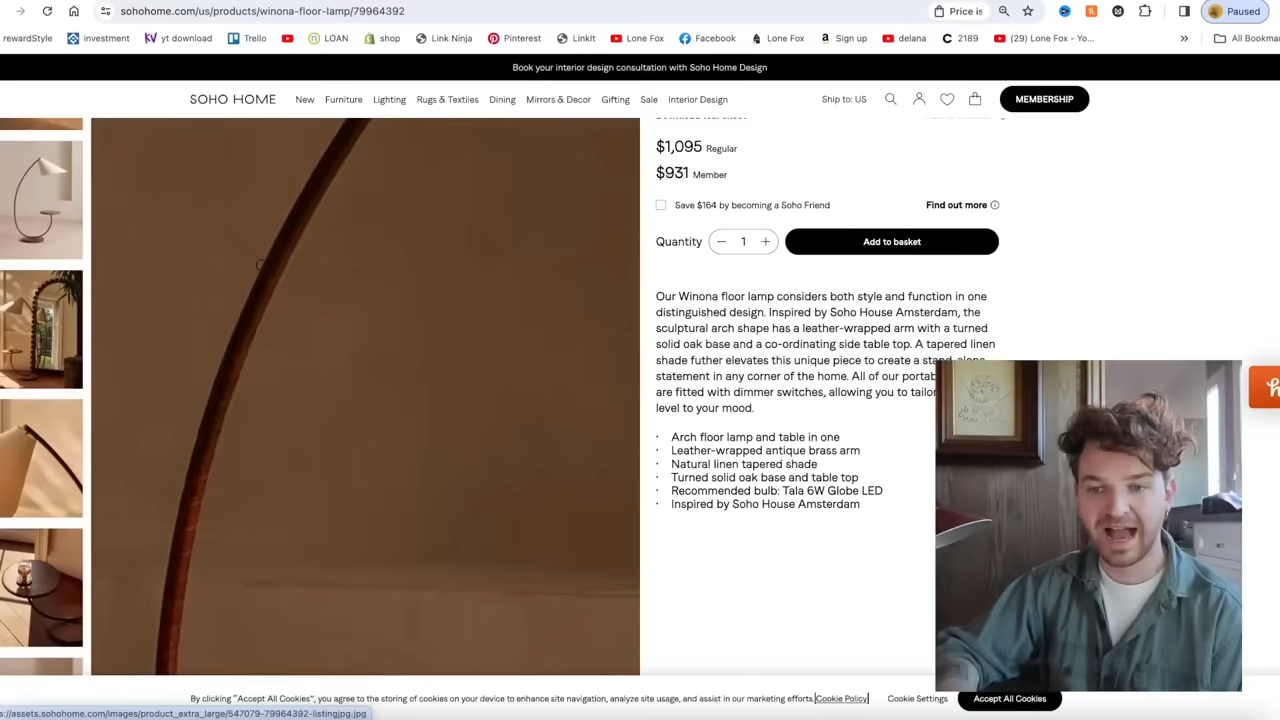 sohohome.com/us/products/winona-floor-lamp/79964392
Price is
Paused
rewardStyle
investment
yt download
Trello
LOAN
shop
Link Ninja
Pinterest
LinkIt
Lone Fox
Facebook
Lone Fox
Sign up
delana
2189
(29) Lone Fox - Yo...
All Bookma
Book your interior design consultation with Soho Home Design
SOHO HOME
New
Furniture
Lighting
Rugs & Textiles
Dining
Mirrors & Decor
Gifting
Sale
Interior Design
Ship to: US
MEMBERSHIP
$1,095 Regular
$931 Member
Save $164 by becoming a Soho Friend
Find out more
Quantity
1
Add to basket
Our Winona floor lamp considers both style and function in one
distinguished design. Inspired by Soho House Amsterdam, the
sculptural arch shape has a leather-wrapped arm with a turned
solid oak base and a co-ordinating side table top. A tapered linen
shade futher elevates this unique piece to create a stand-alone
statement in any corner of the home. All of our portab
are fitted with dimmer switches, allowing you to tailor
level to your mood.
· Arch floor lamp and table in one
· Leather-wrapped antique brass arm
· Natural linen tapered shade
· Turned solid oak base and table top
· Recommended bulb: Tala 6W Globe LED
· Inspired by Soho House Amsterdam
By clicking "Accept All Cookies", you agree to the storing of cookies on your device to enhance site navigation, analyze site usage, and assist in our marketing efforts. Cookie Policy
Cookie Settings
Accept All Cookies
s://assets.sohohome.com/images/product_extra_large/547079-79964392-listingjpg.jpg